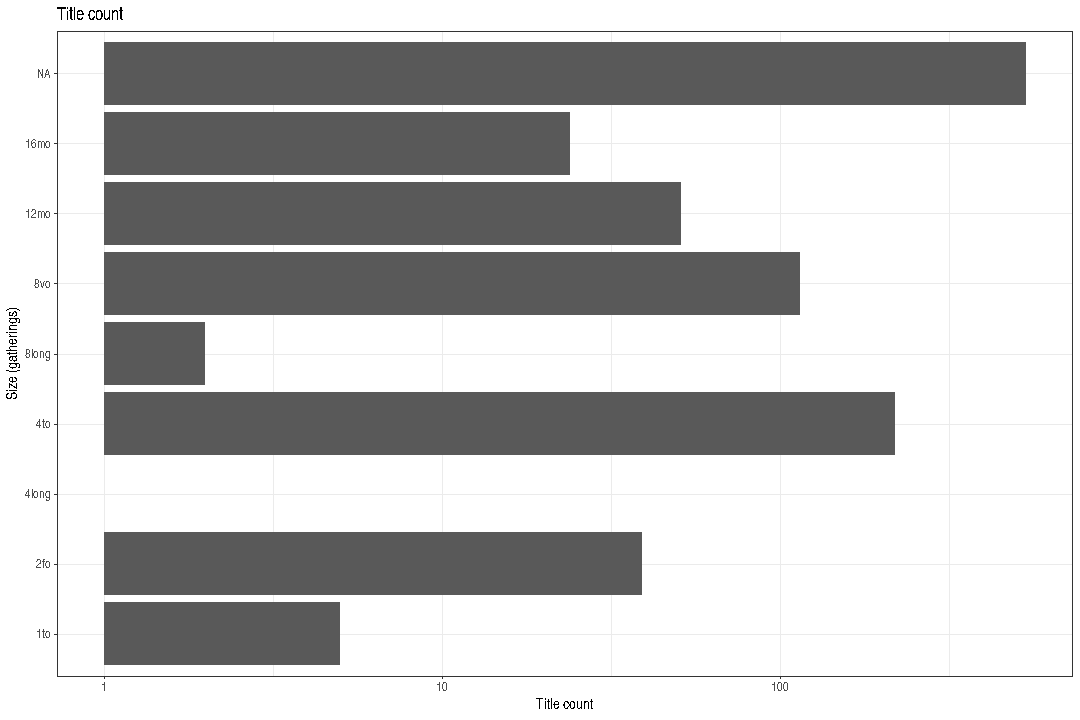 Title count
NA
16mo
12mo
8vo
8long
4to
4long
2fo
1to
Size (gatherings)
1
10
100
Title count